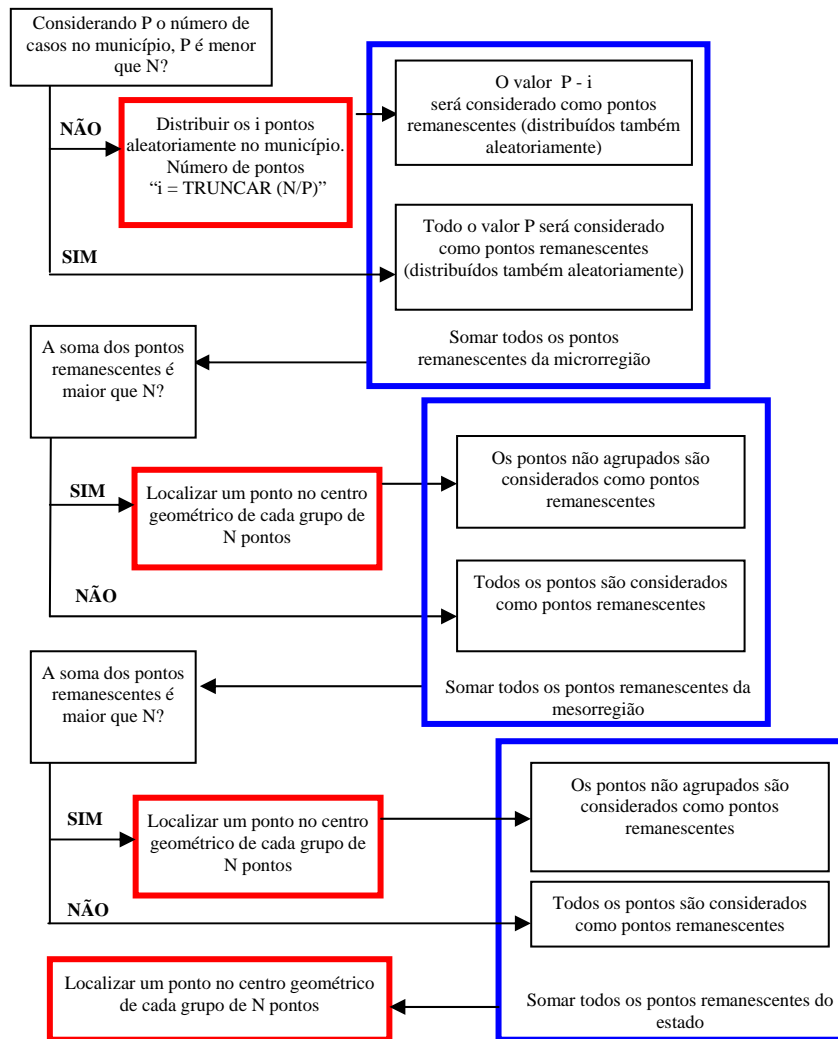 Considerando P o número de
casos no município, P é menor
que N?
NÃO
Distribuir os i pontos
aleatoriamente no município.
Número de pontos
“i = TRUNCAR (N/P)”
O valor P - i
será considerado como pontos
remanescentes (distribuídos também
aleatoriamente)
SIM
Todo o valor P será considerado
como pontos remanescentes
(distribuídos também aleatoriamente)
Somar todos os pontos
remanescentes da microrregião
A soma dos pontos
remanescentes é
maior que N?
SIM
Localizar um ponto no centro
geométrico de cada grupo de
N pontos
Os pontos não agrupados são
considerados como pontos
remanescentes
NÃO
Todos os pontos são considerados
como pontos remanescentes
Somar todos os pontos remanescentes da
mesorregião
A soma dos pontos
remanescentes é
maior que N?
SIM
Localizar um ponto no centro
geométrico de cada grupo de
N pontos
Os pontos não agrupados são
considerados como pontos
remanescentes
NÃO
Todos os pontos são considerados
como pontos remanescentes
Somar todos os pontos remanescentes do
estado
Localizar um ponto no centro geométrico
de cada grupo de N pontos